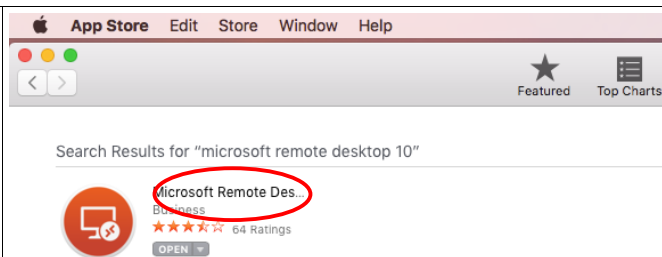 App Store Edit Store Window Help
Featured Top Charts
Search Results for “microsoft remote desktop 10”
Microsoft Remote Des...
Business
64 Ratings
OPEN